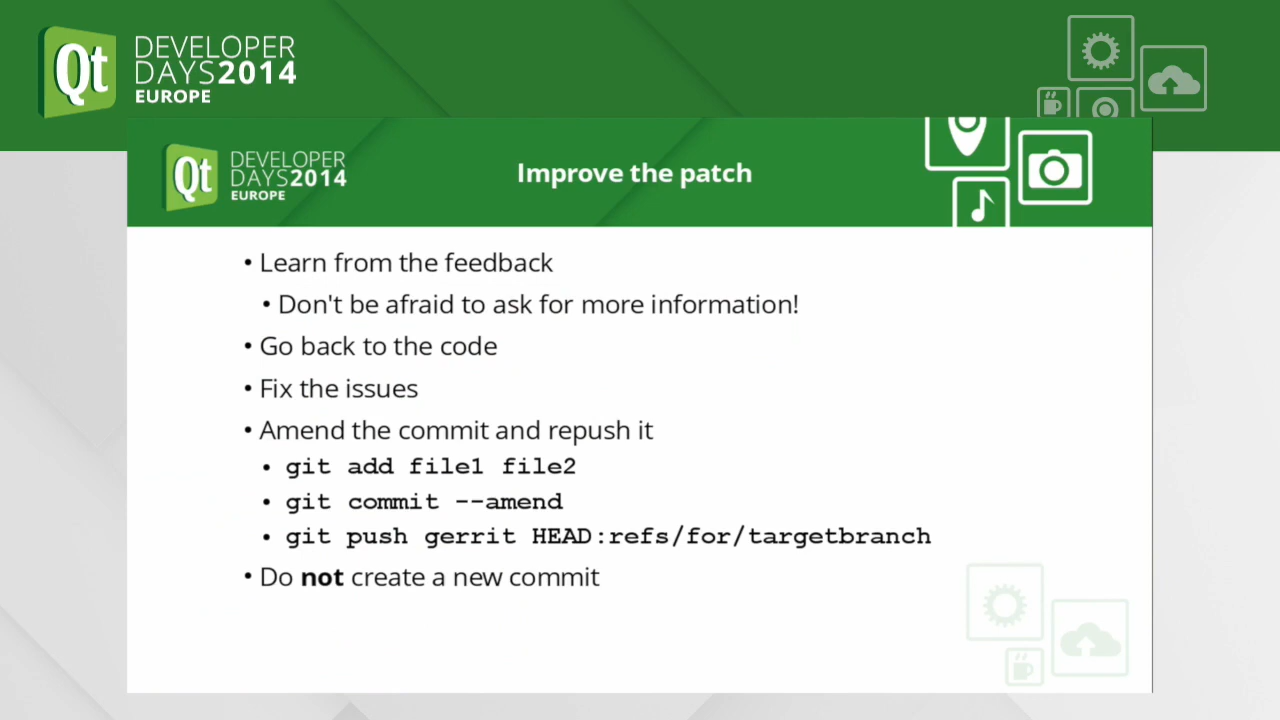 Qt
DEVELOPER
DAYS2014
EUROPE
Qt
DEVELOPER
DAYS2014
EUROPE
Improve the patch
• Learn from the feedback
• Don't be afraid to ask for more information!
• Go back to the code
• Fix the issues
• Amend the commit and repush it
• git add file1 file2
• git commit --amend
• git push gerrit HEAD:refs/for/targetbranch
• Do not create a new commit